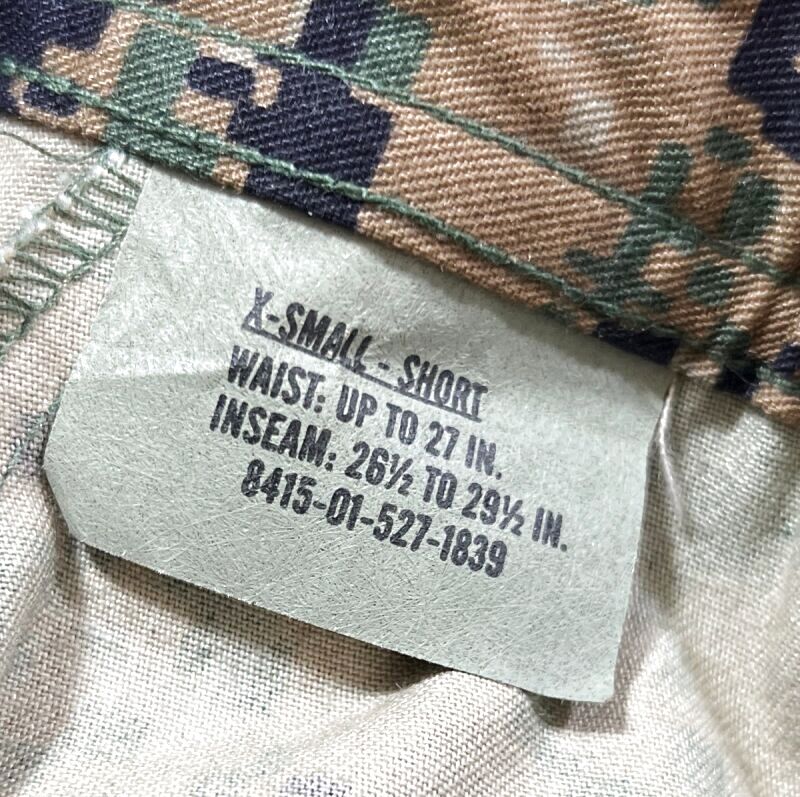 X-SMALL - SHORT
WAIST: UP TO 27 IN.
INSEAM: 26½ TO 29½ IN.
8415-01-527-1839